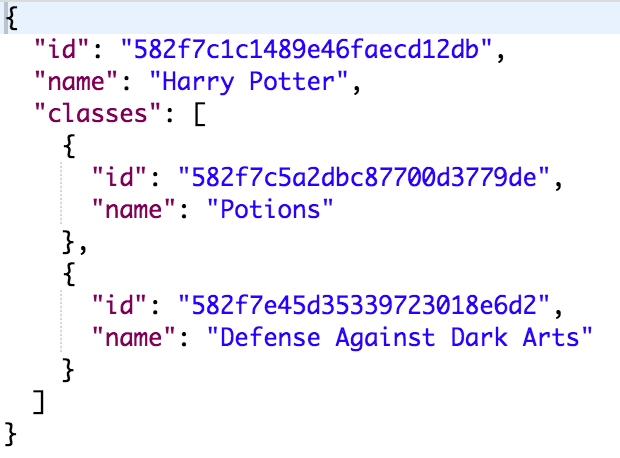 {
  "id": "582f7c1c1489e46faecd12db",
  "name": "Harry Potter",
  "classes": [
    {
      "id": "582f7c5a2dbc87700d3779de",
      "name": "Potions"
    },
    {
      "id": "582f7e45d35339723018e6d2",
      "name": "Defense Against Dark Arts"
    }
  ]
}